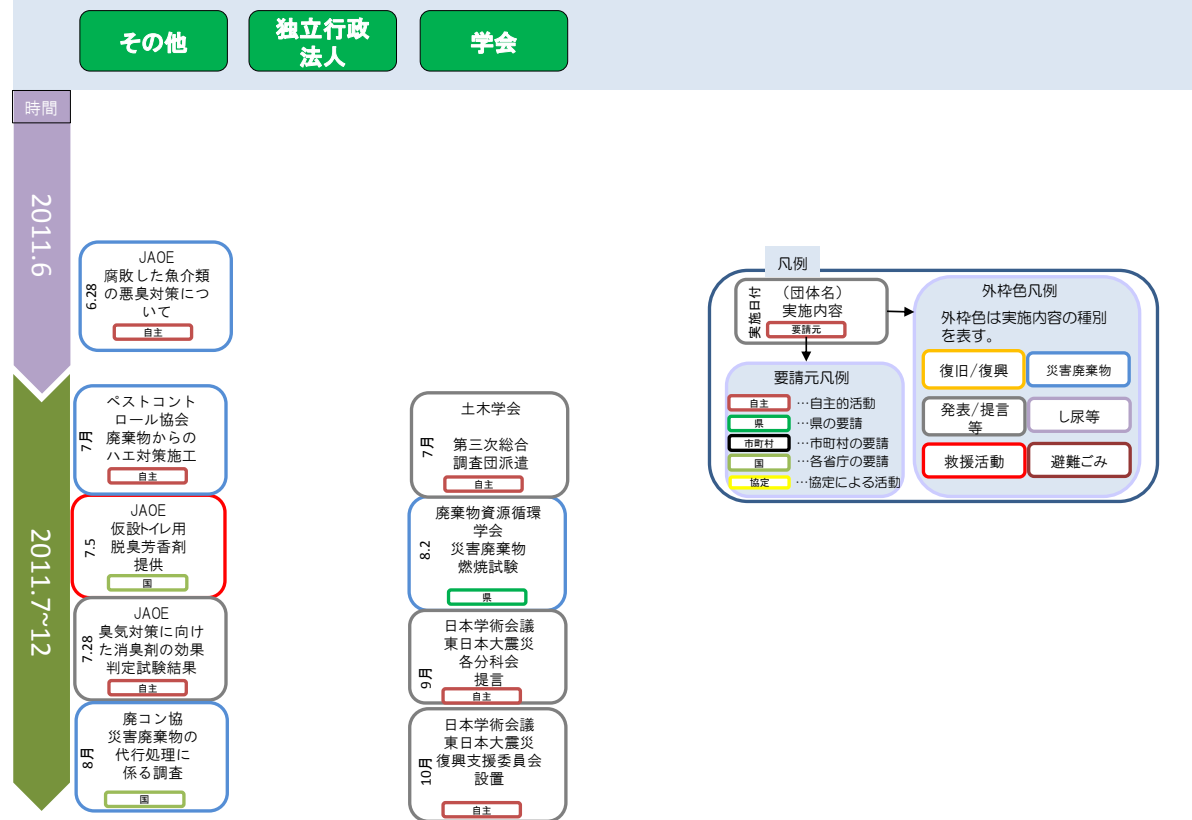 その他
独立行政
法人
学会
時間
2011.6
6.28
JAOE
腐敗した魚介類
の悪臭対策につ
いて
自主
2011.7~12
7月
ペストコント
ロール協会
廃棄物からの
ハエ対策施工
自主
7.5
JAOE
仮設トイレ用
脱臭芳香剤
提供
国
7.28
JAOE
臭気対策に向け
た消臭剤の効果
判定試験結果
自主
8月
廃コン協
災害廃棄物の
代行処理に
係る調査
国
7月
土木学会
第三次総合
調査団派遣
自主
8.2
廃棄物資源循環
学会
災害廃棄物
燃焼試験
県
9月
日本学術会議
東日本大震災
各分科会
提言
自主
10月
日本学術会議
東日本大震災
復興支援委員会
設置
自主
凡例
実施日付
（団体名）
実施内容
要請元
要請元凡例
自主 …自主的活動
県 …県の要請
市町村 …市町村の要請
国 …各省庁の要請
協定 …協定による活動
外枠色凡例
外枠色は実施内容の種別
を表す。
復旧/復興
災害廃棄物
発表/提言
等
し尿等
救援活動
避難ごみ